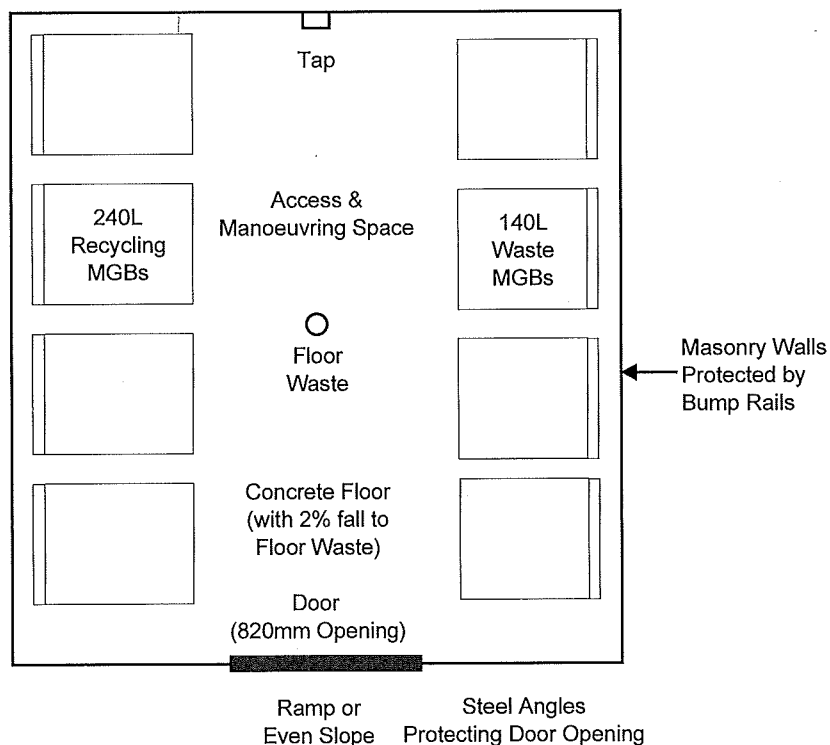 Tap
Access &
Manoeuvring Space
240L
Recycling
MGBs
140L
Waste
MGBs
Floor
Waste
Masonry Walls
Protected by
Bump Rails
Concrete Floor
(with 2% fall to
Floor Waste)
Door
(820mm Opening)
Ramp or
Even Slope
Steel Angles
Protecting Door Opening